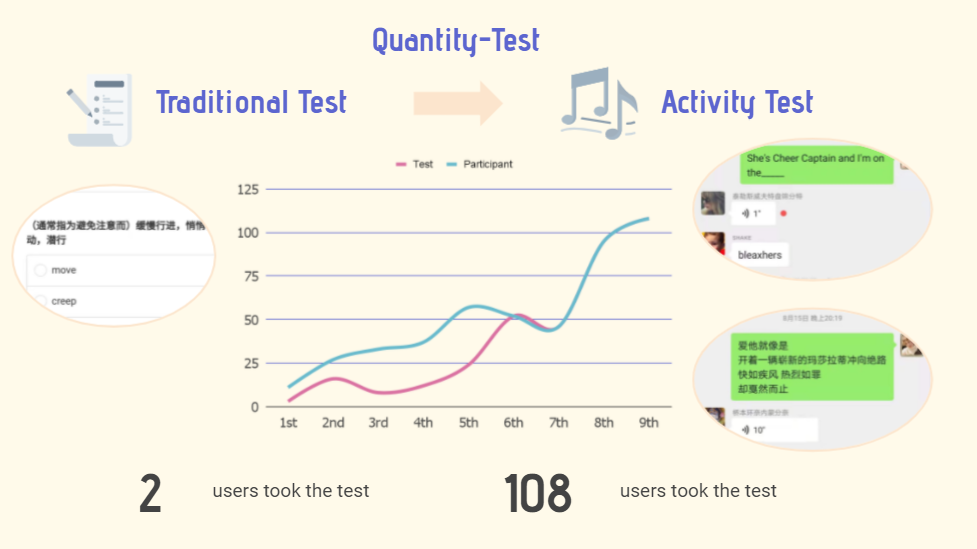 Quantity-Test
Traditional Test
Activity Test
Test
Participant
125
100
75
50
25
0
1st 2nd 3rd 4th 5th 6th 7th 8th 9th
（通常指为避免注意而）缓慢行进，悄悄
动，潜行
move
creep
She's Cheer Captain and I'm on
the_____
1"
bleaxhers
8月15日 晚上20:19
爱他就像是
开着一辆崭新的玛莎拉蒂冲向绝路
快如疾风 热烈如罪
却戛然而止
10"
2
users took the test
108
users took the test